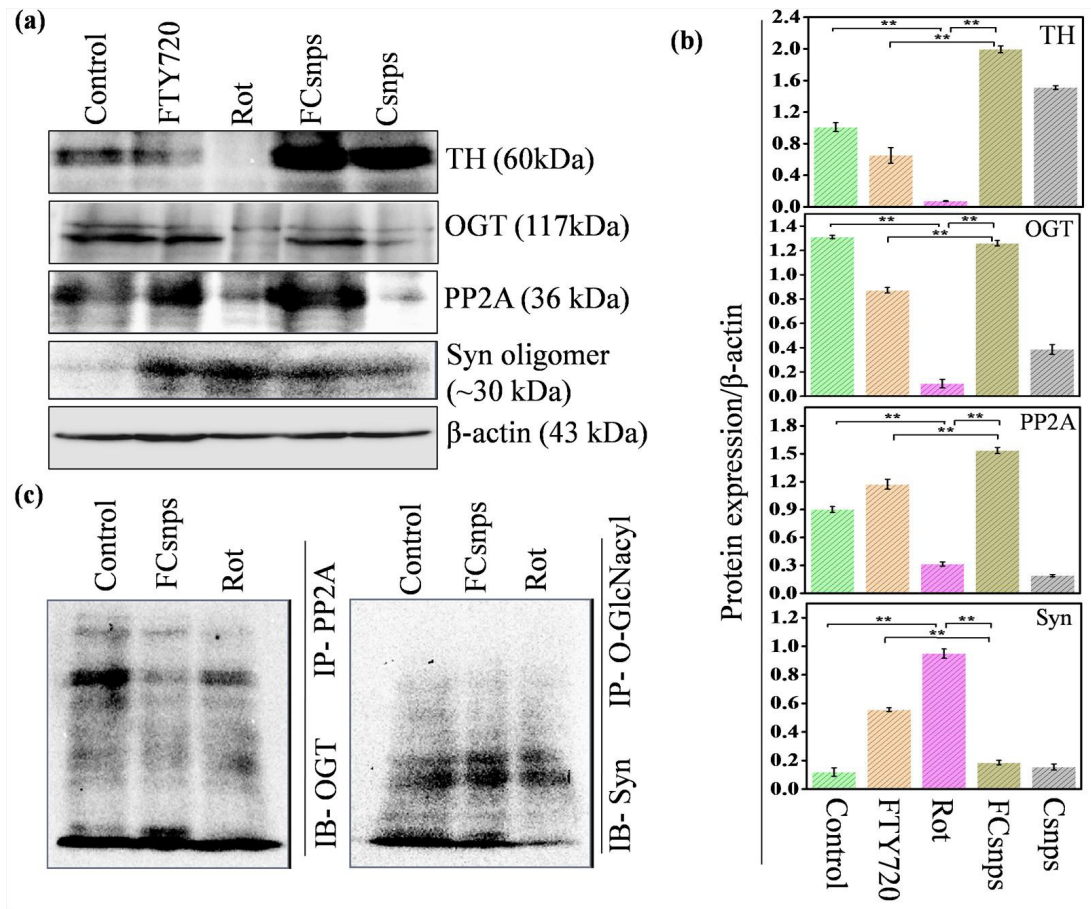 (a)
Control
FTY720
Rot
FCsnps
Csnps
TH (60kDa)
OGT (117kDa)
PP2A (36 kDa)
Syn oligomer
(~30 kDa)
β-actin (43 kDa)
(b)
Protein expression/β-actin
TH
2.4
2.0
1.6
1.2
0.8
0.4
0.0
** **
**
OGT
1.4
1.2
1.0
0.8
0.6
0.4
0.2
0.0
** **
**
PP2A
1.8
1.5
1.2
0.9
0.6
0.3
0.0
** **
**
Syn
1.2
1.0
0.8
0.6
0.4
0.2
0.0
** **
**
Control
FTY720
Rot
FCsnps
Csnps
(c)
Control
FCsnps
Rot
IB- OGT
IP- PP2A
Control
FCsnps
Rot
IB- Syn
IP- O-GlcNacyl